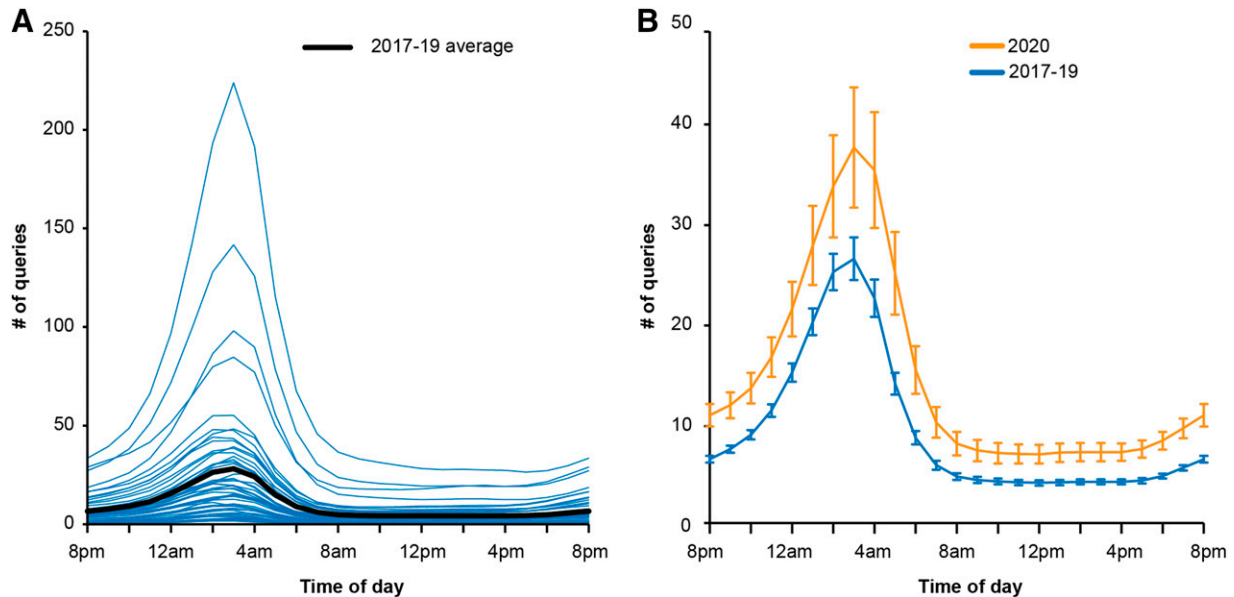 A
250
200
150
100
50
0
# of queries
2017-19 average
8pm 12am 4am 8am 12pm 4pm 8pm
Time of day
B
50
40
30
20
10
0
# of queries
2020
2017-19
8pm 12am 4am 8am 12pm 4pm 8pm
Time of day